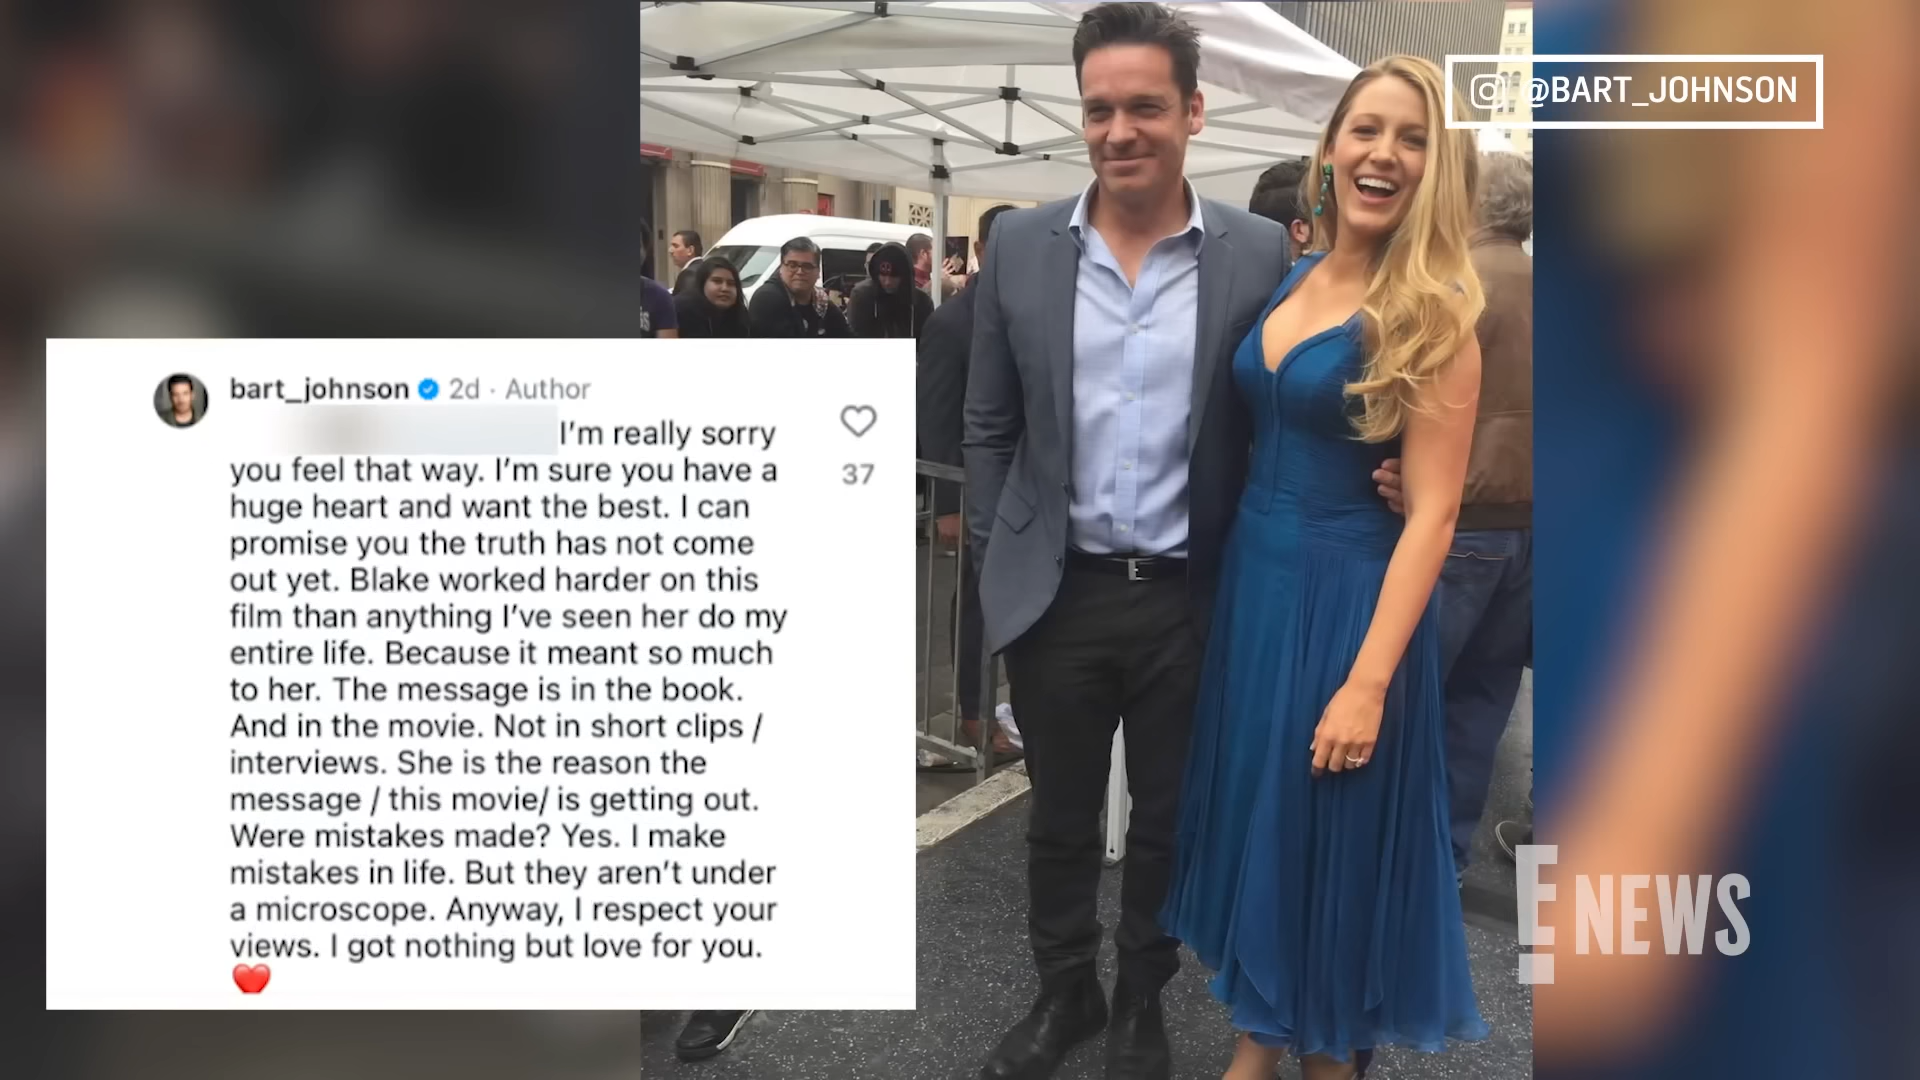 @BART_JOHNSON
bart_johnson 2d · Author
I'm really sorry
you feel that way. I'm sure you have a
huge heart and want the best. I can
promise you the truth has not come
out yet. Blake worked harder on this
film than anything I've seen her do my
entire life. Because it meant so much
to her. The message is in the book.
And in the movie. Not in short clips /
interviews. She is the reason the
message / this movie/ is getting out.
Were mistakes made? Yes. I make
mistakes in life. But they aren't under
a microscope. Anyway, I respect your
views. I got nothing but love for you.
❤️
37
E! NEWS